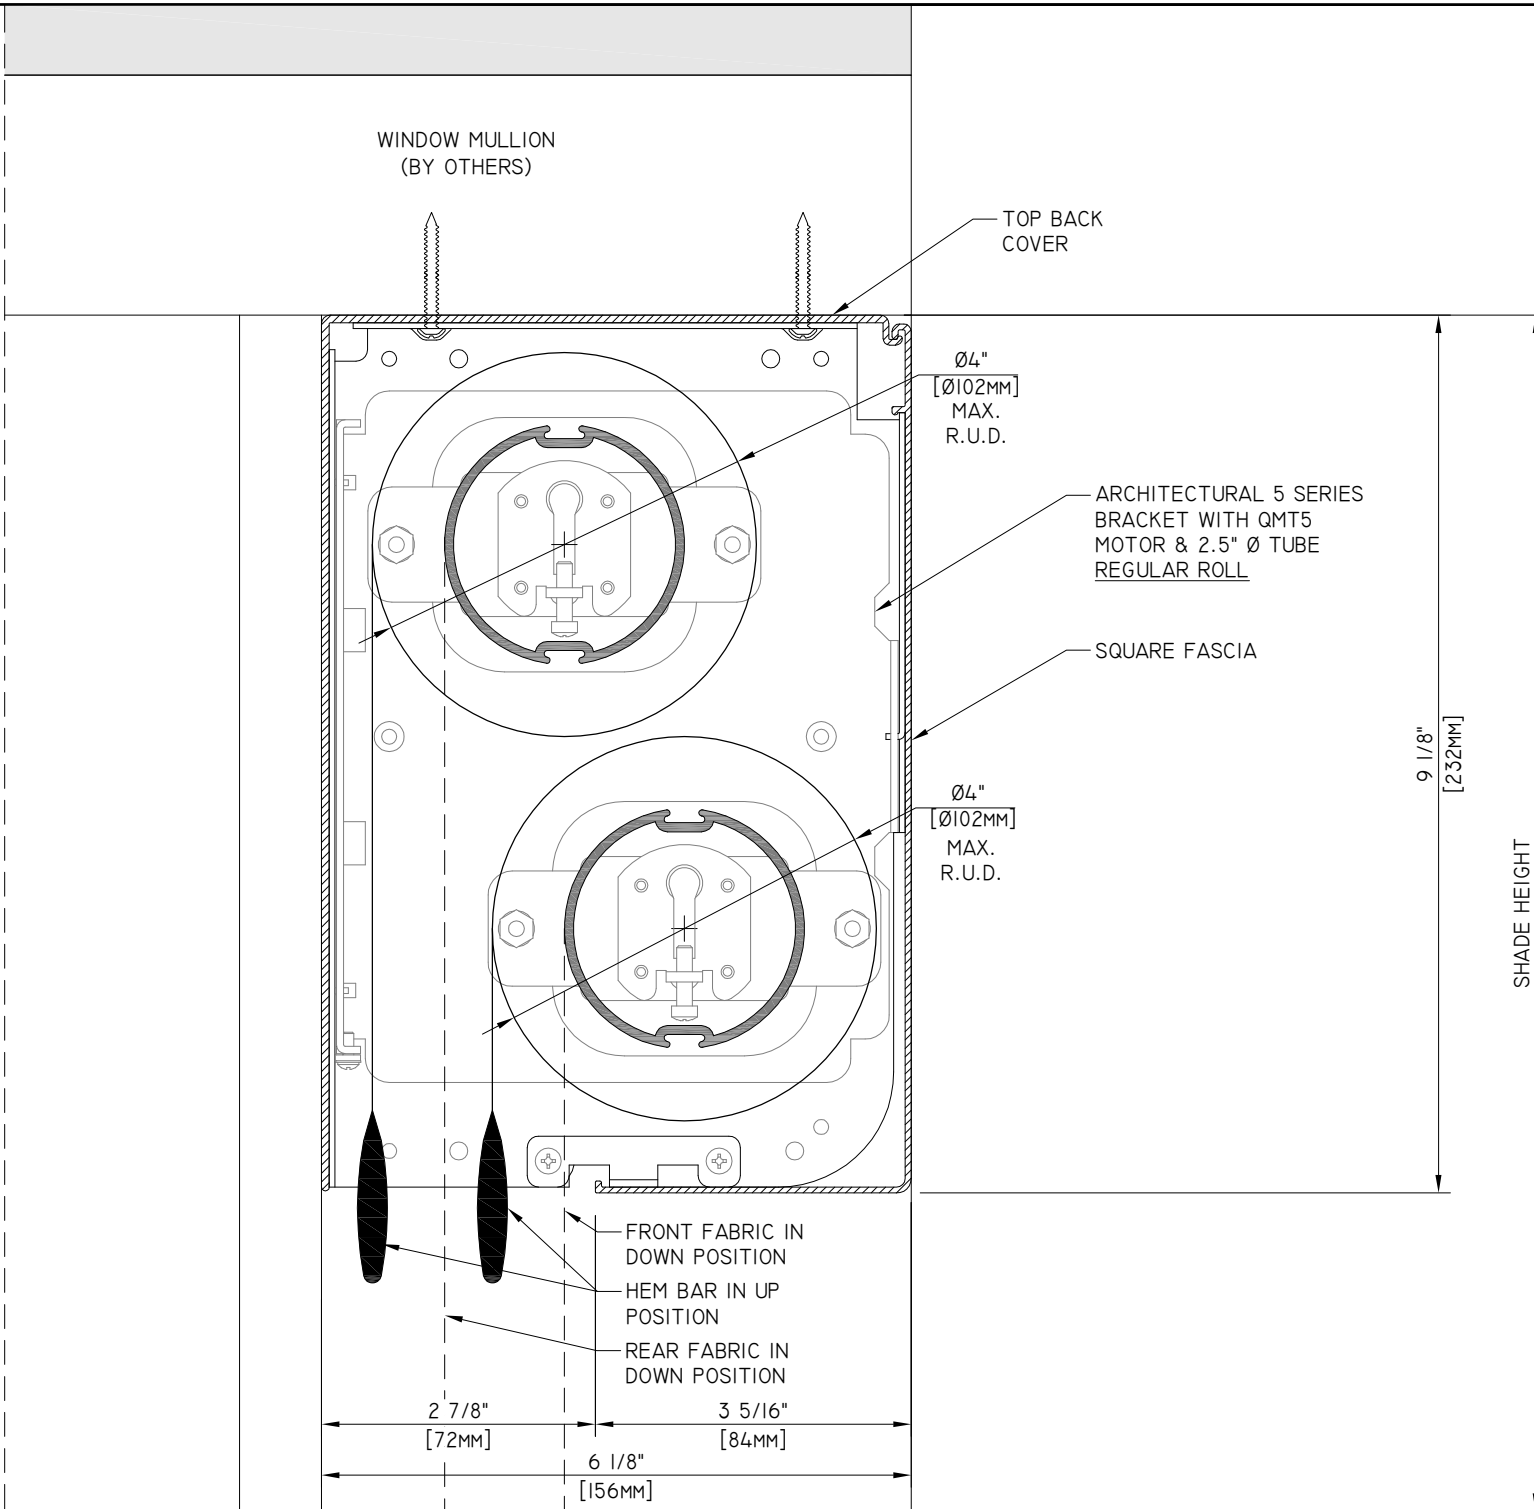 WINDOW MULLION
(BY OTHERS)
TOP BACK
COVER
Ø4"
[Ø102MM]
MAX.
R.U.D.
ARCHITECTURAL 5 SERIES
BRACKET WITH QMT5
MOTOR & 2.5" Ø TUBE
REGULAR ROLL
SQUARE FASCIA
9 1/8"
[232MM]
Ø4"
[Ø102MM]
MAX.
R.U.D.
SHADE HEIGHT
FRONT FABRIC IN
DOWN POSITION
HEM BAR IN UP
POSITION
REAR FABRIC IN
DOWN POSITION
2 7/8"
[72MM]
3 5/16"
[84MM]
6 1/8"
[156MM]